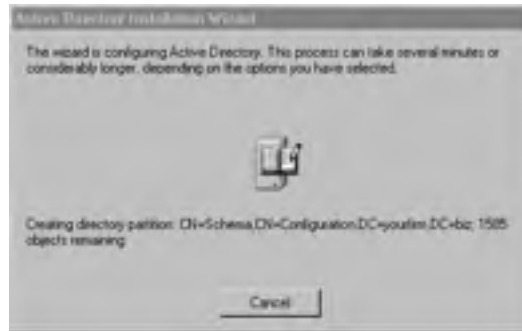 Active Directory Installation Wizard
The wizard is configuring Active Directory. This process can take several minutes or
considerably longer, depending on the options you have selected.
Creating directory partition: CN=Schema,CN=Configuration,DC=yourfirm,DC=biz; 1585
objects remaining
Cancel